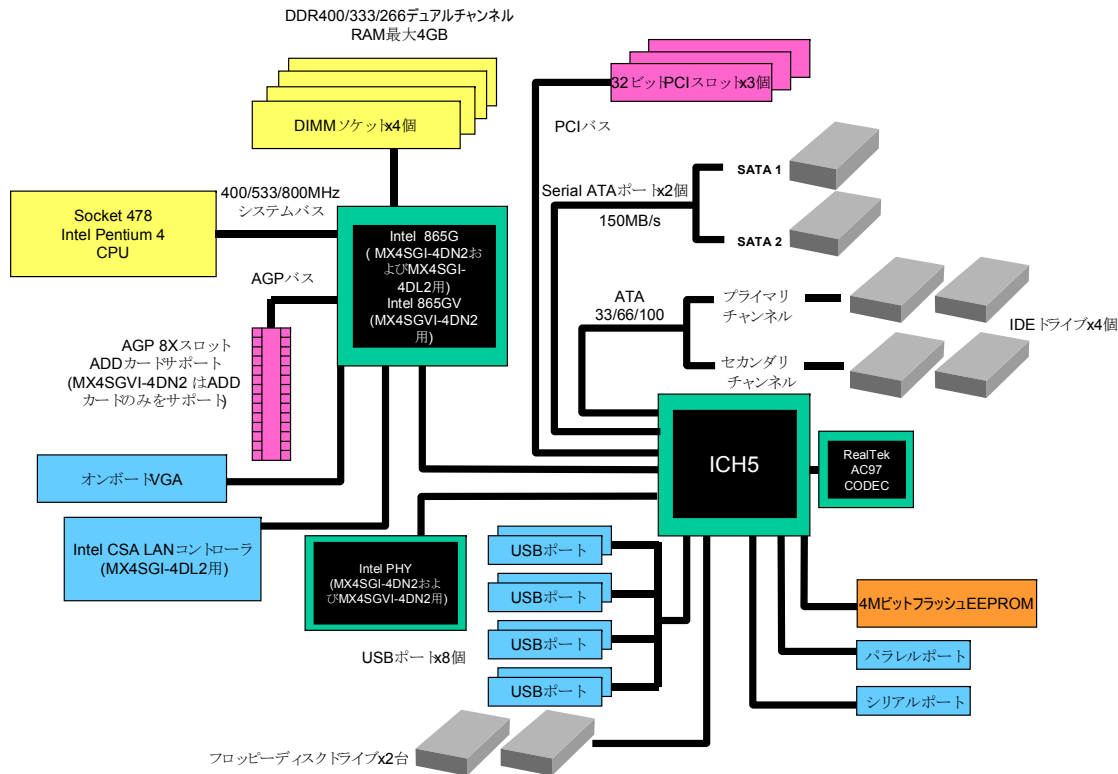 DDR400/333/266デュアルチャンネル
RAM最大4GB
DIMMソケットx4個
32ビットPCIスロットx3個
PCIバス
Socket 478
Intel Pentium 4
CPU
400/533/800MHz
システムバス
Intel 865G
( MX4SGI-4DN2お
よびMX4SGI-
4DL2用)
Intel 865GV
(MX4SGVI-4DN2
用)
AGPバス
AGP 8Xスロット
ADDカードサポート
(MX4SGVI-4DN2 はADD
カードのみをサポート)
Serial ATAポートx2個
150MB/s
SATA 1
SATA 2
ATA
33/66/100
プライマリ
チャンネル
セカンダリ
チャンネル
IDEドライブx4個
オンボードVGA
Intel CSA LANコントローラ
(MX4SGI-4DL2用)
Intel PHY
(MX4SGI-4DN2およ
びMX4SGVI-4DN2用)
ICH5
RealTek
AC97
CODEC
USBポート
USBポート
USBポート
USBポート
USBポートx8個
4MビットフラッシュEEPROM
パラレルポート
シリアルポート
フロッピーディスクドライブx2台